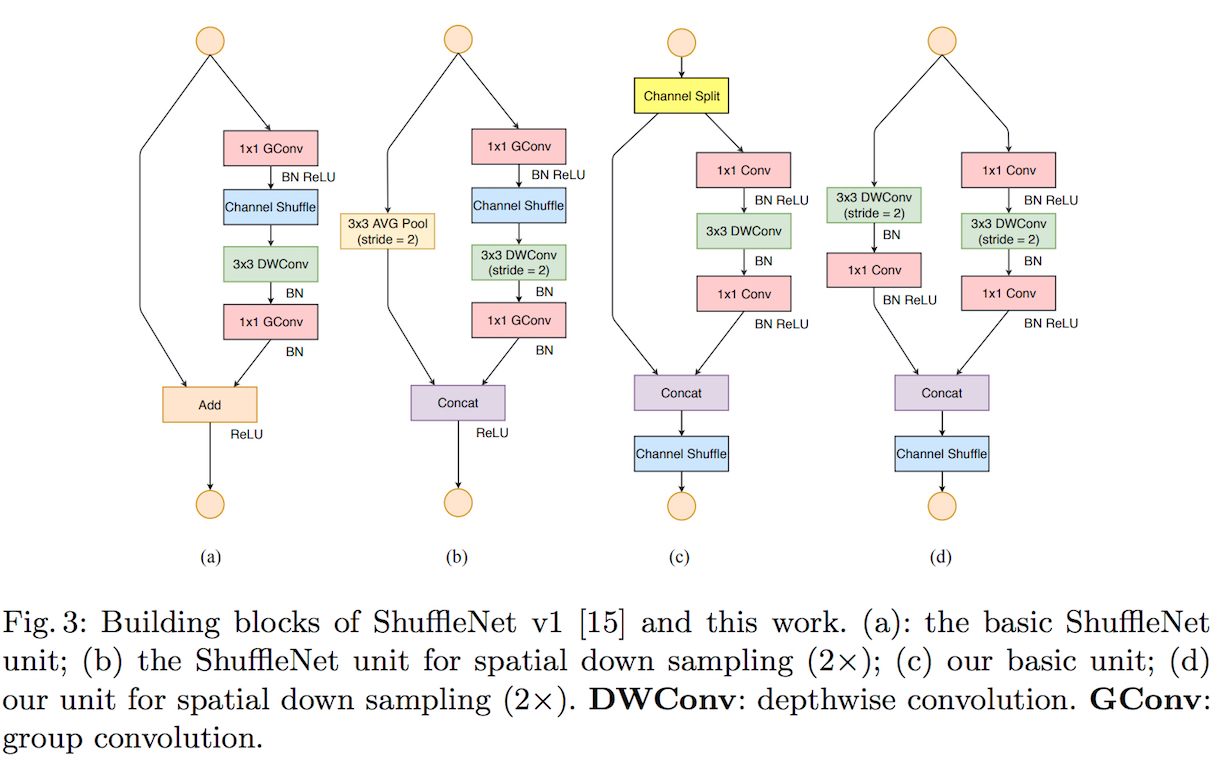 1x1 GConv
BN ReLU
Channel Shuffle
3x3 DWConv
BN
1x1 GConv
BN
Add
ReLU
(a)
3x3 AVG Pool
(stride = 2)
1x1 GConv
BN ReLU
Channel Shuffle
3x3 DWConv
(stride = 2)
BN
1x1 GConv
BN
Concat
ReLU
(b)
Channel Split
1x1 Conv
BN ReLU
3x3 DWConv
BN
1x1 Conv
BN ReLU
Concat
Channel Shuffle
(c)
3x3 DWConv
(stride = 2)
BN
1x1 Conv
BN ReLU
1x1 Conv
BN ReLU
3x3 DWConv
(stride = 2)
BN
1x1 Conv
BN ReLU
Concat
Channel Shuffle
(d)
Fig. 3: Building blocks of ShuffleNet v1 [15] and this work. (a): the basic ShuffleNet
unit; (b) the ShuffleNet unit for spatial down sampling (2×); (c) our basic unit; (d)
our unit for spatial down sampling (2×). DWConv: depthwise convolution. GConv:
group convolution.